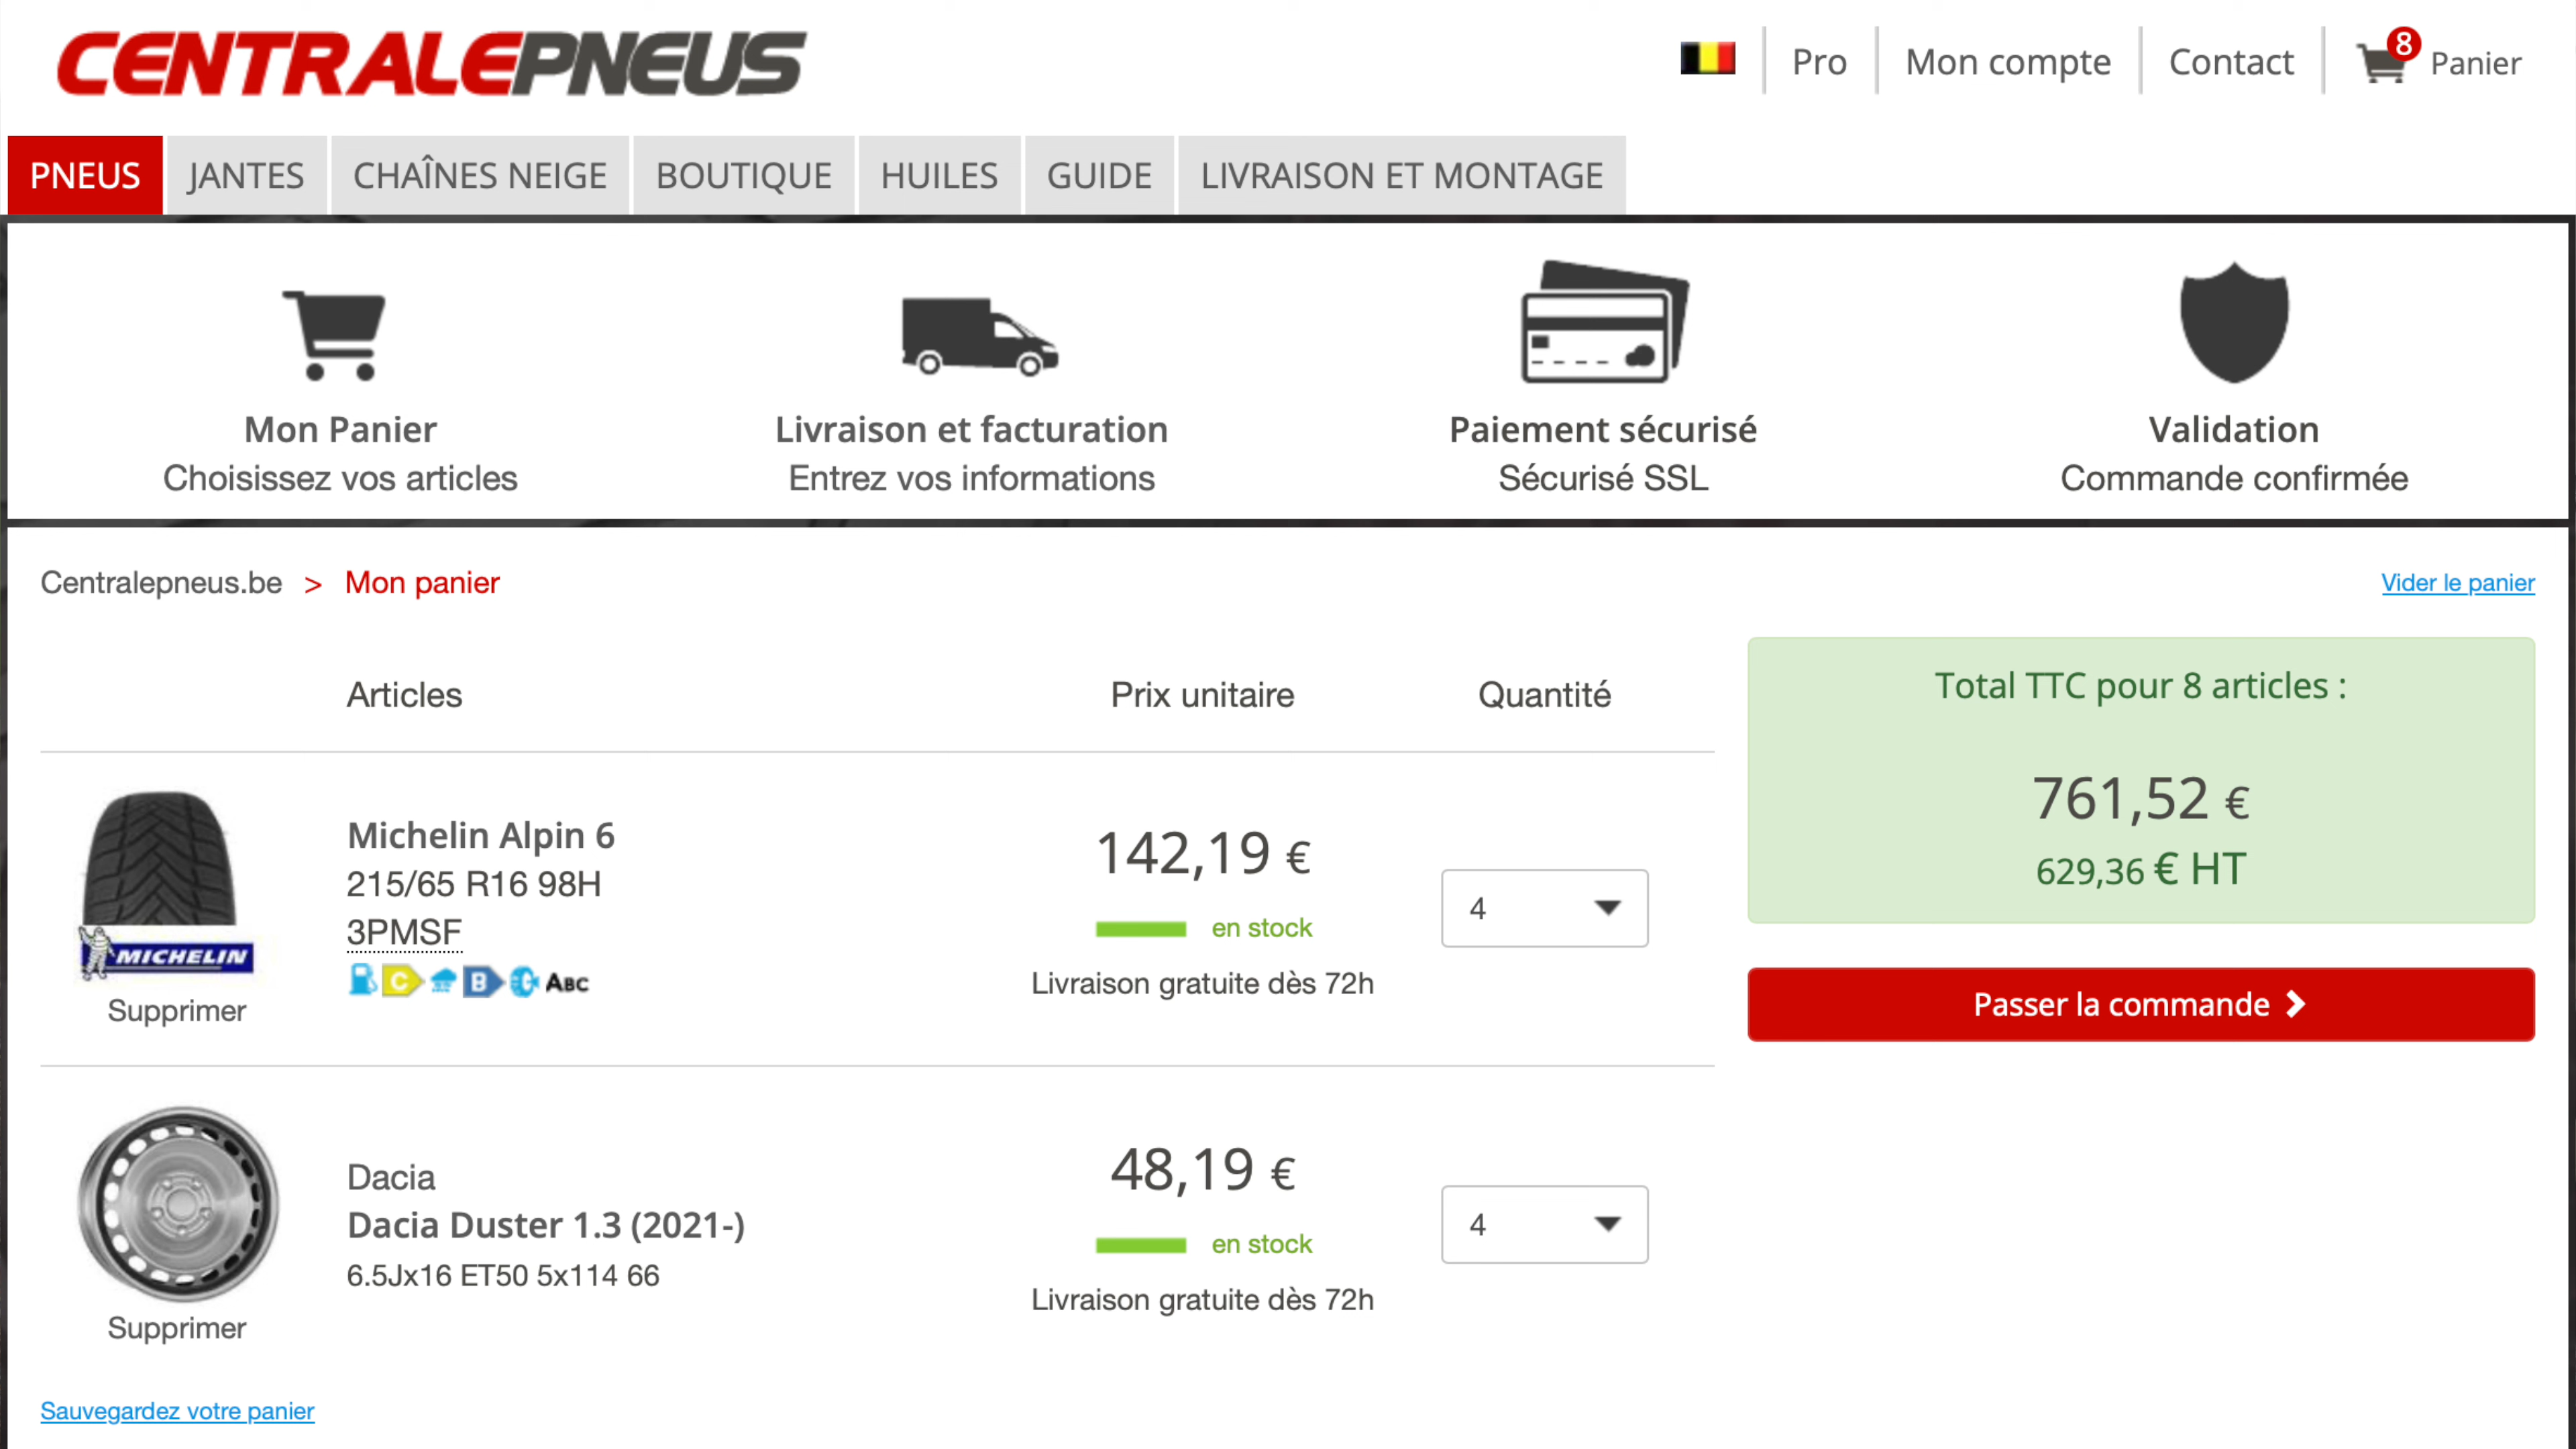 CENTRALEPNEUS
Pro
Mon compte
Contact
8
Panier
PNEUS
JANTES
CHAÎNES NEIGE
BOUTIQUE
HUILES
GUIDE
LIVRAISON ET MONTAGE
Mon Panier
Choisissez vos articles
Livraison et facturation
Entrez vos informations
Paiement sécurisé
Sécurisé SSL
Validation
Commande confirmée
Centralepneus.be > Mon panier
Vider le panier
Articles
Prix unitaire
Quantité
MICHELIN
Supprimer
Michelin Alpin 6
215/65 R16 98H
3PMSF
C B ABC
142,19 €
en stock
Livraison gratuite dès 72h
4
Supprimer
Dacia
Dacia Duster 1.3 (2021-)
6.5Jx16 ET50 5x114 66
48,19 €
en stock
Livraison gratuite dès 72h
4
Total TTC pour 8 articles :
761,52 €
629,36 € HT
Passer la commande
Sauvegardez votre panier